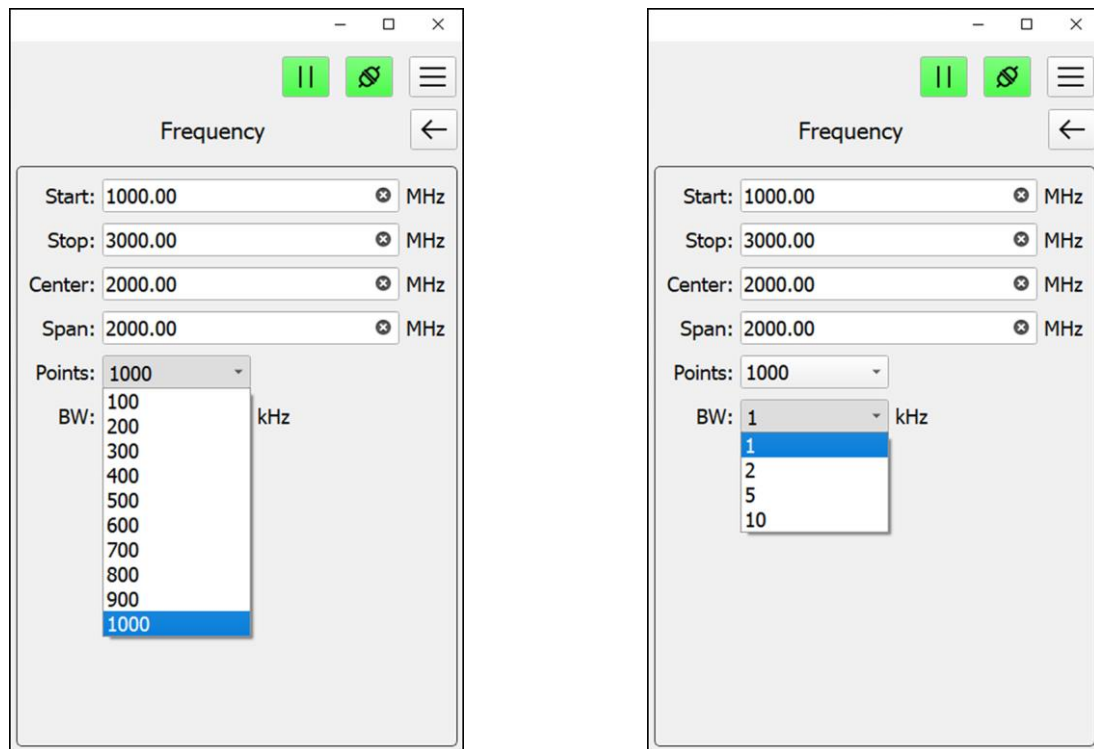 Frequency
Start: 1000.00 MHz
Stop: 3000.00 MHz
Center: 2000.00 MHz
Span: 2000.00 MHz
Points: 1000
100
BW: kHz
200
300
400
500
600
700
800
900
1000
Frequency
Start: 1000.00 MHz
Stop: 3000.00 MHz
Center: 2000.00 MHz
Span: 2000.00 MHz
Points: 1000
BW: 1 kHz
1
2
5
10